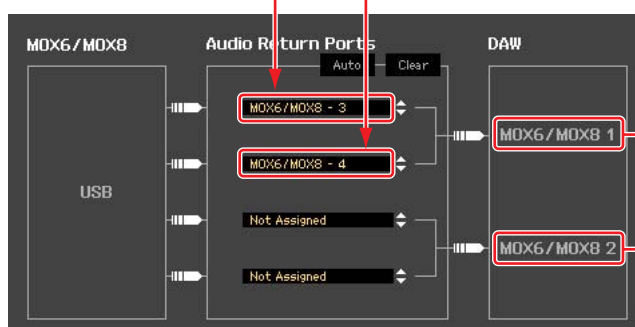 MOX6/MOX8 Audio Return Ports DAW
Auto Clear
MOX6/MOX8 - 3
MOX6/MOX8 1
MOX6/MOX8 - 4
USB
Not Assigned
MOX6/MOX8 2
Not Assigned